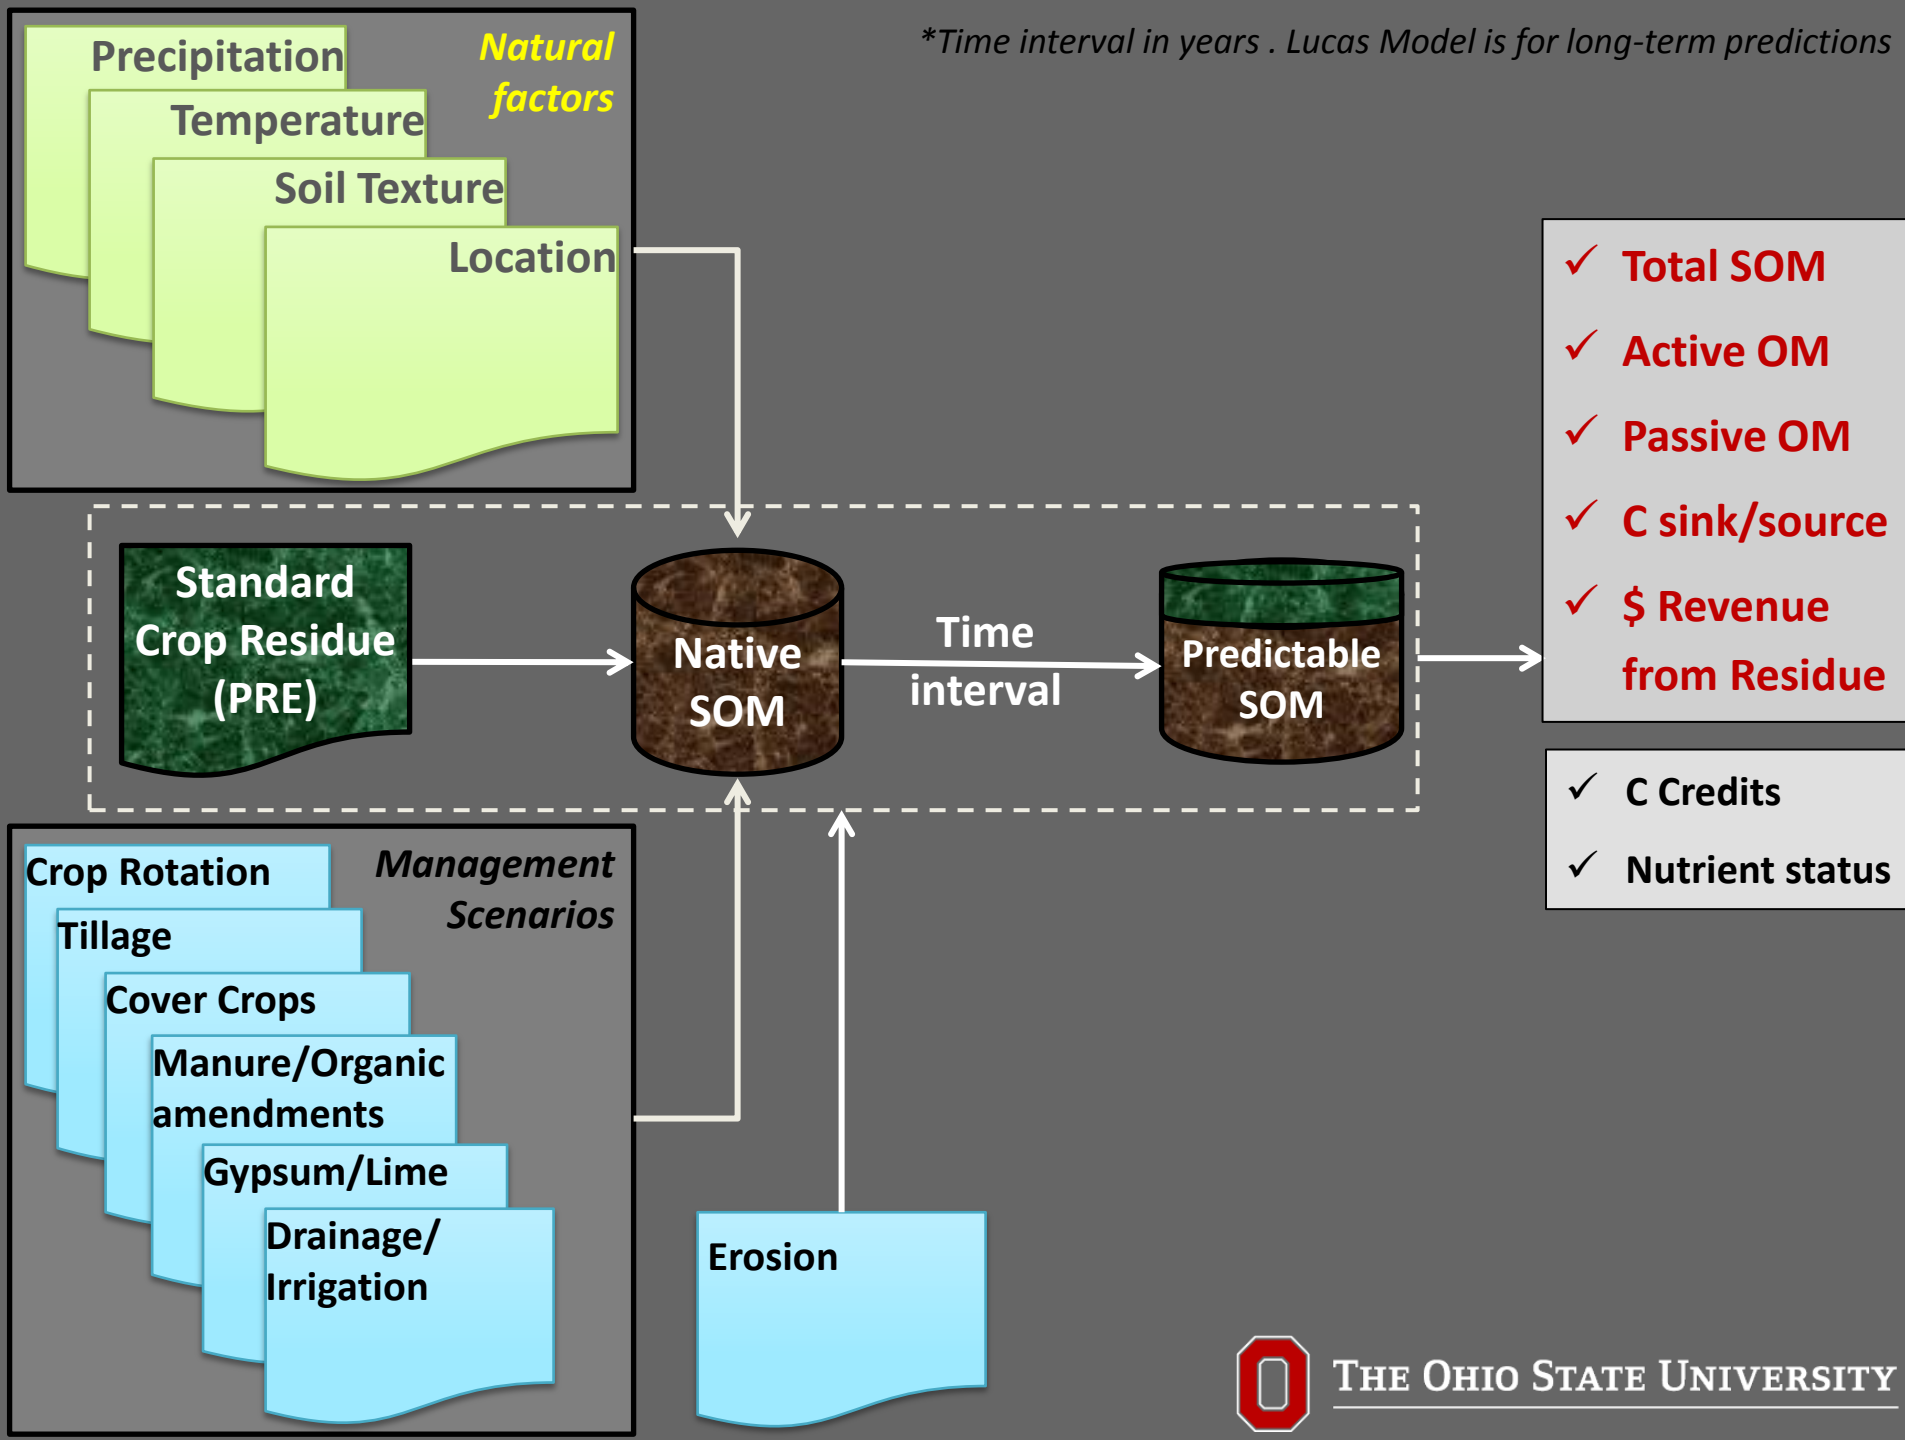 *Time interval in years . Lucas Model is for long-term predictions
Natural
factors
Precipitation
Temperature
Soil Texture
Location
Standard
Crop Residue
(PRE)
Native
SOM
Time
interval
Predictable
SOM
✓ Total SOM
✓ Active OM
✓ Passive OM
✓ C sink/source
✓ $ Revenue
from Residue
✓ C Credits
✓ Nutrient status
Management
Scenarios
Crop Rotation
Tillage
Cover Crops
Manure/Organic
amendments
Gypsum/Lime
Drainage/
Irrigation
Erosion
THE OHIO STATE UNIVERSITY